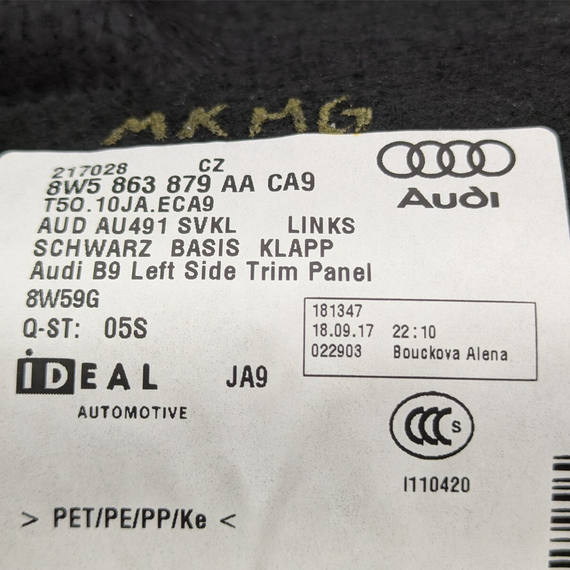 MKMG
217028 CZ
8W5 863 879 AA CA9
T5Q.10JA.ECA9
AUD AU491 SVKL LINKS
SCHWARZ BASIS KLAPP
Audi B9 Left Side Trim Panel
8W59G
Q-ST: 05S
Audi
181347
18.09.17 22:10
022903 Bouckova Alena
iDEAL JA9
AUTOMOTIVE
CCC S
I110420
> PET/PE/PP/Ke <